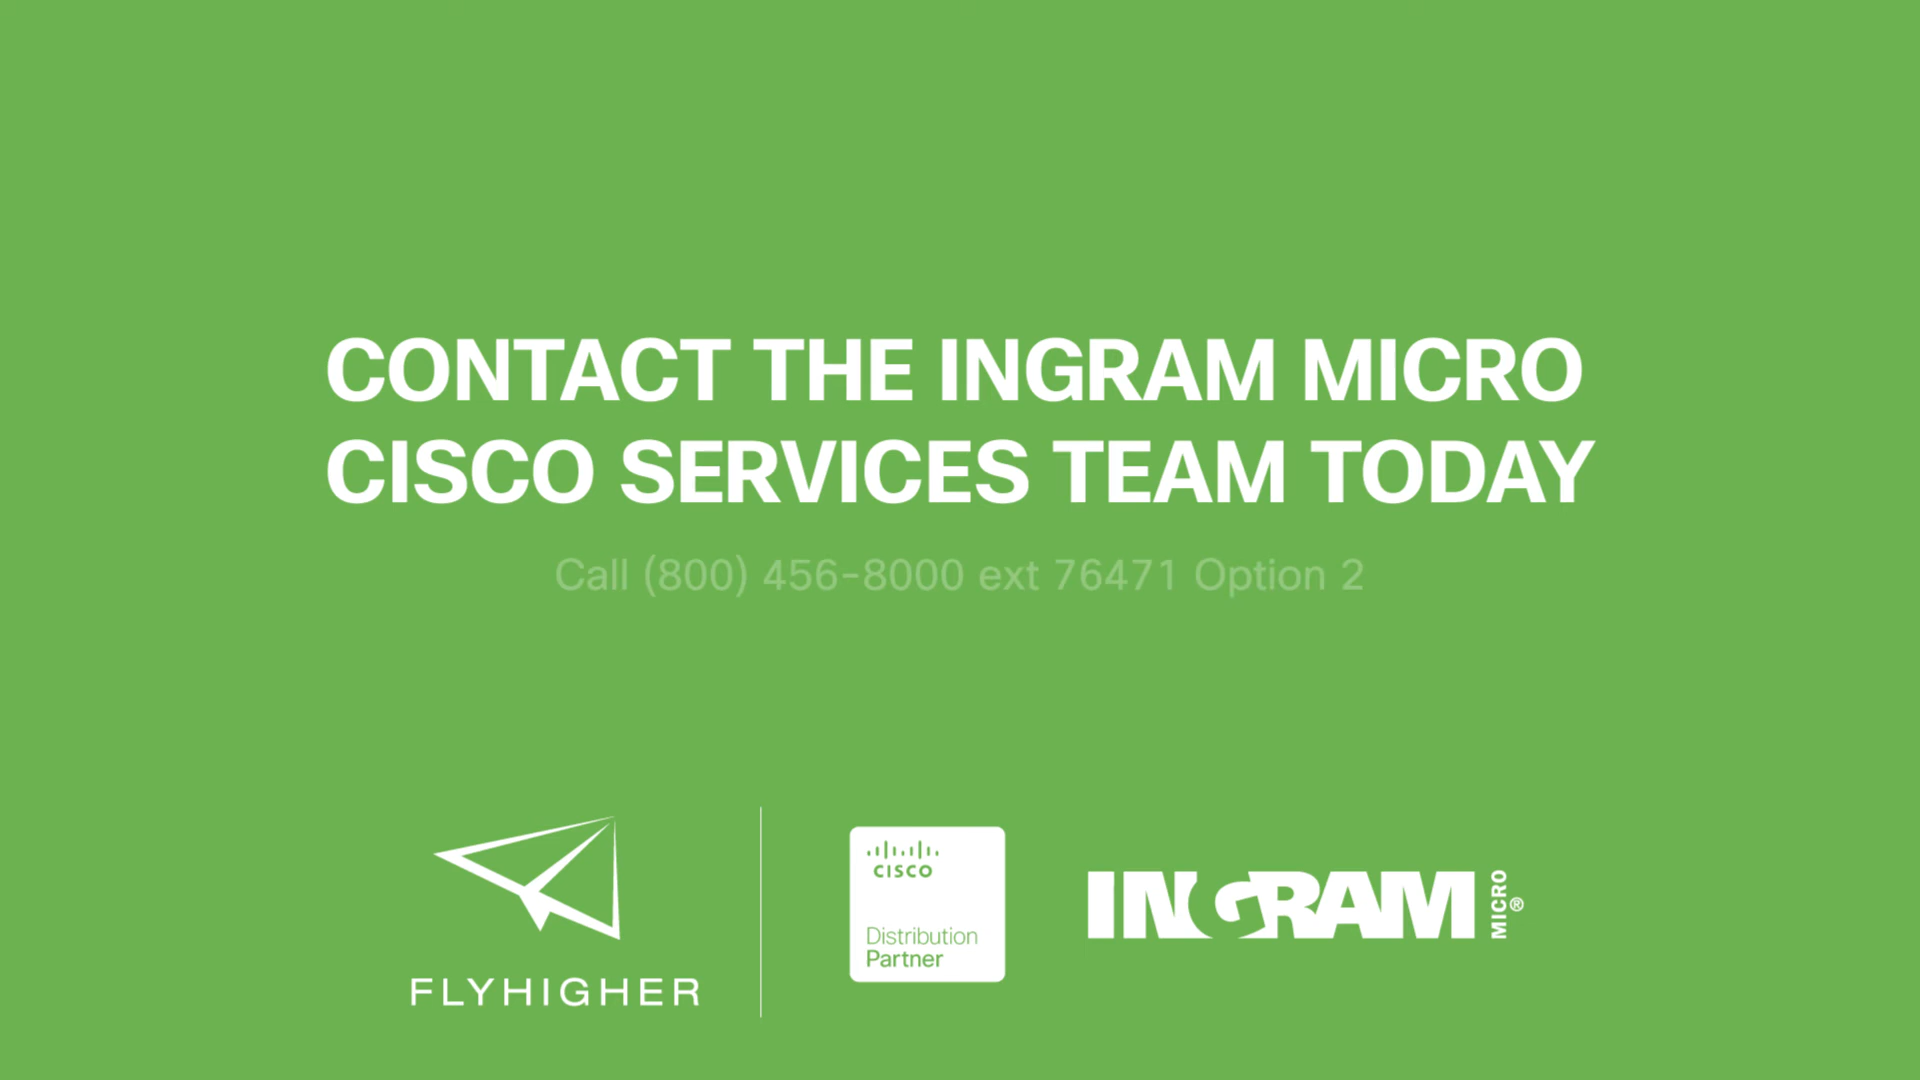 CONTACT THE INGRAM MICRO
CISCO SERVICES TEAM TODAY
Call (800) 456-8000 ext 76471 Option 2
FLYHIGHER
CISCO
Distribution
Partner
INGRAM MICRO®